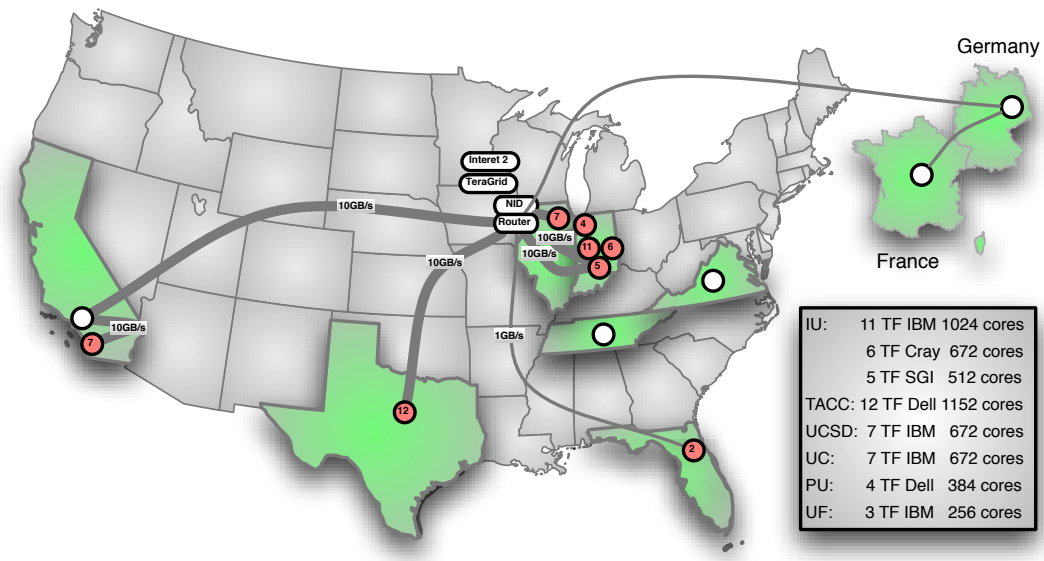 Germany
Interet 2
TeraGrid
NID
Router
7
4
10GB/s
10GB/s
11
6
10GB/s
5
10GB/s
France
10GB/s
7
1GB/s
12
2
IU: 11 TF IBM 1024 cores
6 TF Cray 672 cores
5 TF SGI 512 cores
TACC: 12 TF Dell 1152 cores
UCSD: 7 TF IBM 672 cores
UC: 7 TF IBM 672 cores
PU: 4 TF Dell 384 cores
UF: 3 TF IBM 256 cores